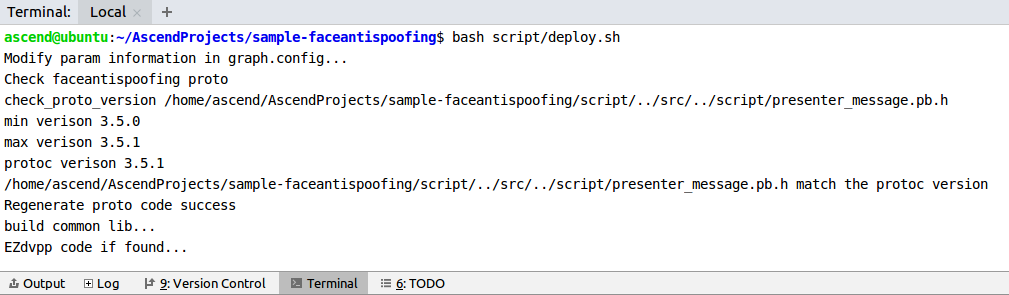 Terminal: Local × +
ascend@ubuntu:~/AscendProjects/sample-faceantispoofing$ bash script/deploy.sh
Modify param information in graph.config...
Check faceantispoofing proto
check_proto_version /home/ascend/AscendProjects/sample-faceantispoofing/script/../src/../script/presenter_message.pb.h
min verison 3.5.0
max verison 3.5.1
protoc verison 3.5.1
/home/ascend/AscendProjects/sample-faceantispoofing/script/../src/../script/presenter_message.pb.h match the protoc version
Regenerate proto code success
build common lib...
EZdvpp code if found...
Output Log 9: Version Control Terminal 6: TODO